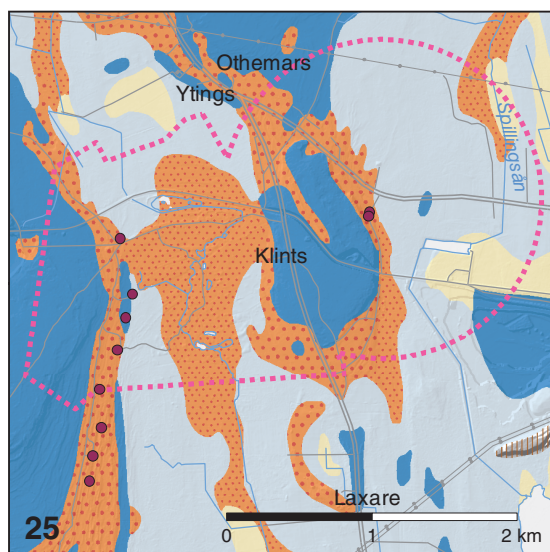 Othemars
Ytings
Spillingsån
Klints
Laxare
25
0 1 2 km